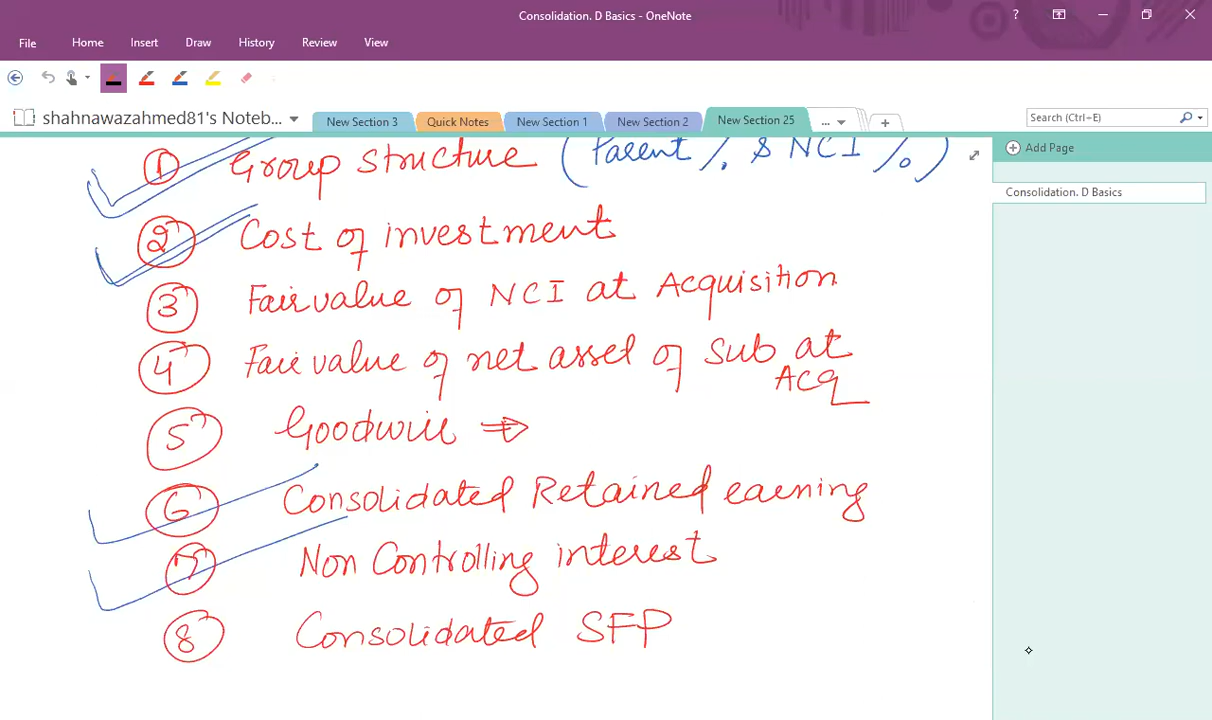 Consolidation. D Basics - OneNote
?
File Home Insert Draw History Review View
shahnawazahmed81's Noteb...
New Section 3 Quick Notes New Section 1 New Section 2 New Section 25 ...
Search (Ctrl+E)
Add Page
Consolidation. D Basics
1 Group structure (Parent % & NCI %)
2 Cost of investment
3 Fair value of NCI at Acquisition
4 Fair value of net assel of Sub at
Acq
5 Goodwill ⇒
6 Consolidated Retained earning
7 Non Controlling interest
8 Consolidated SFP